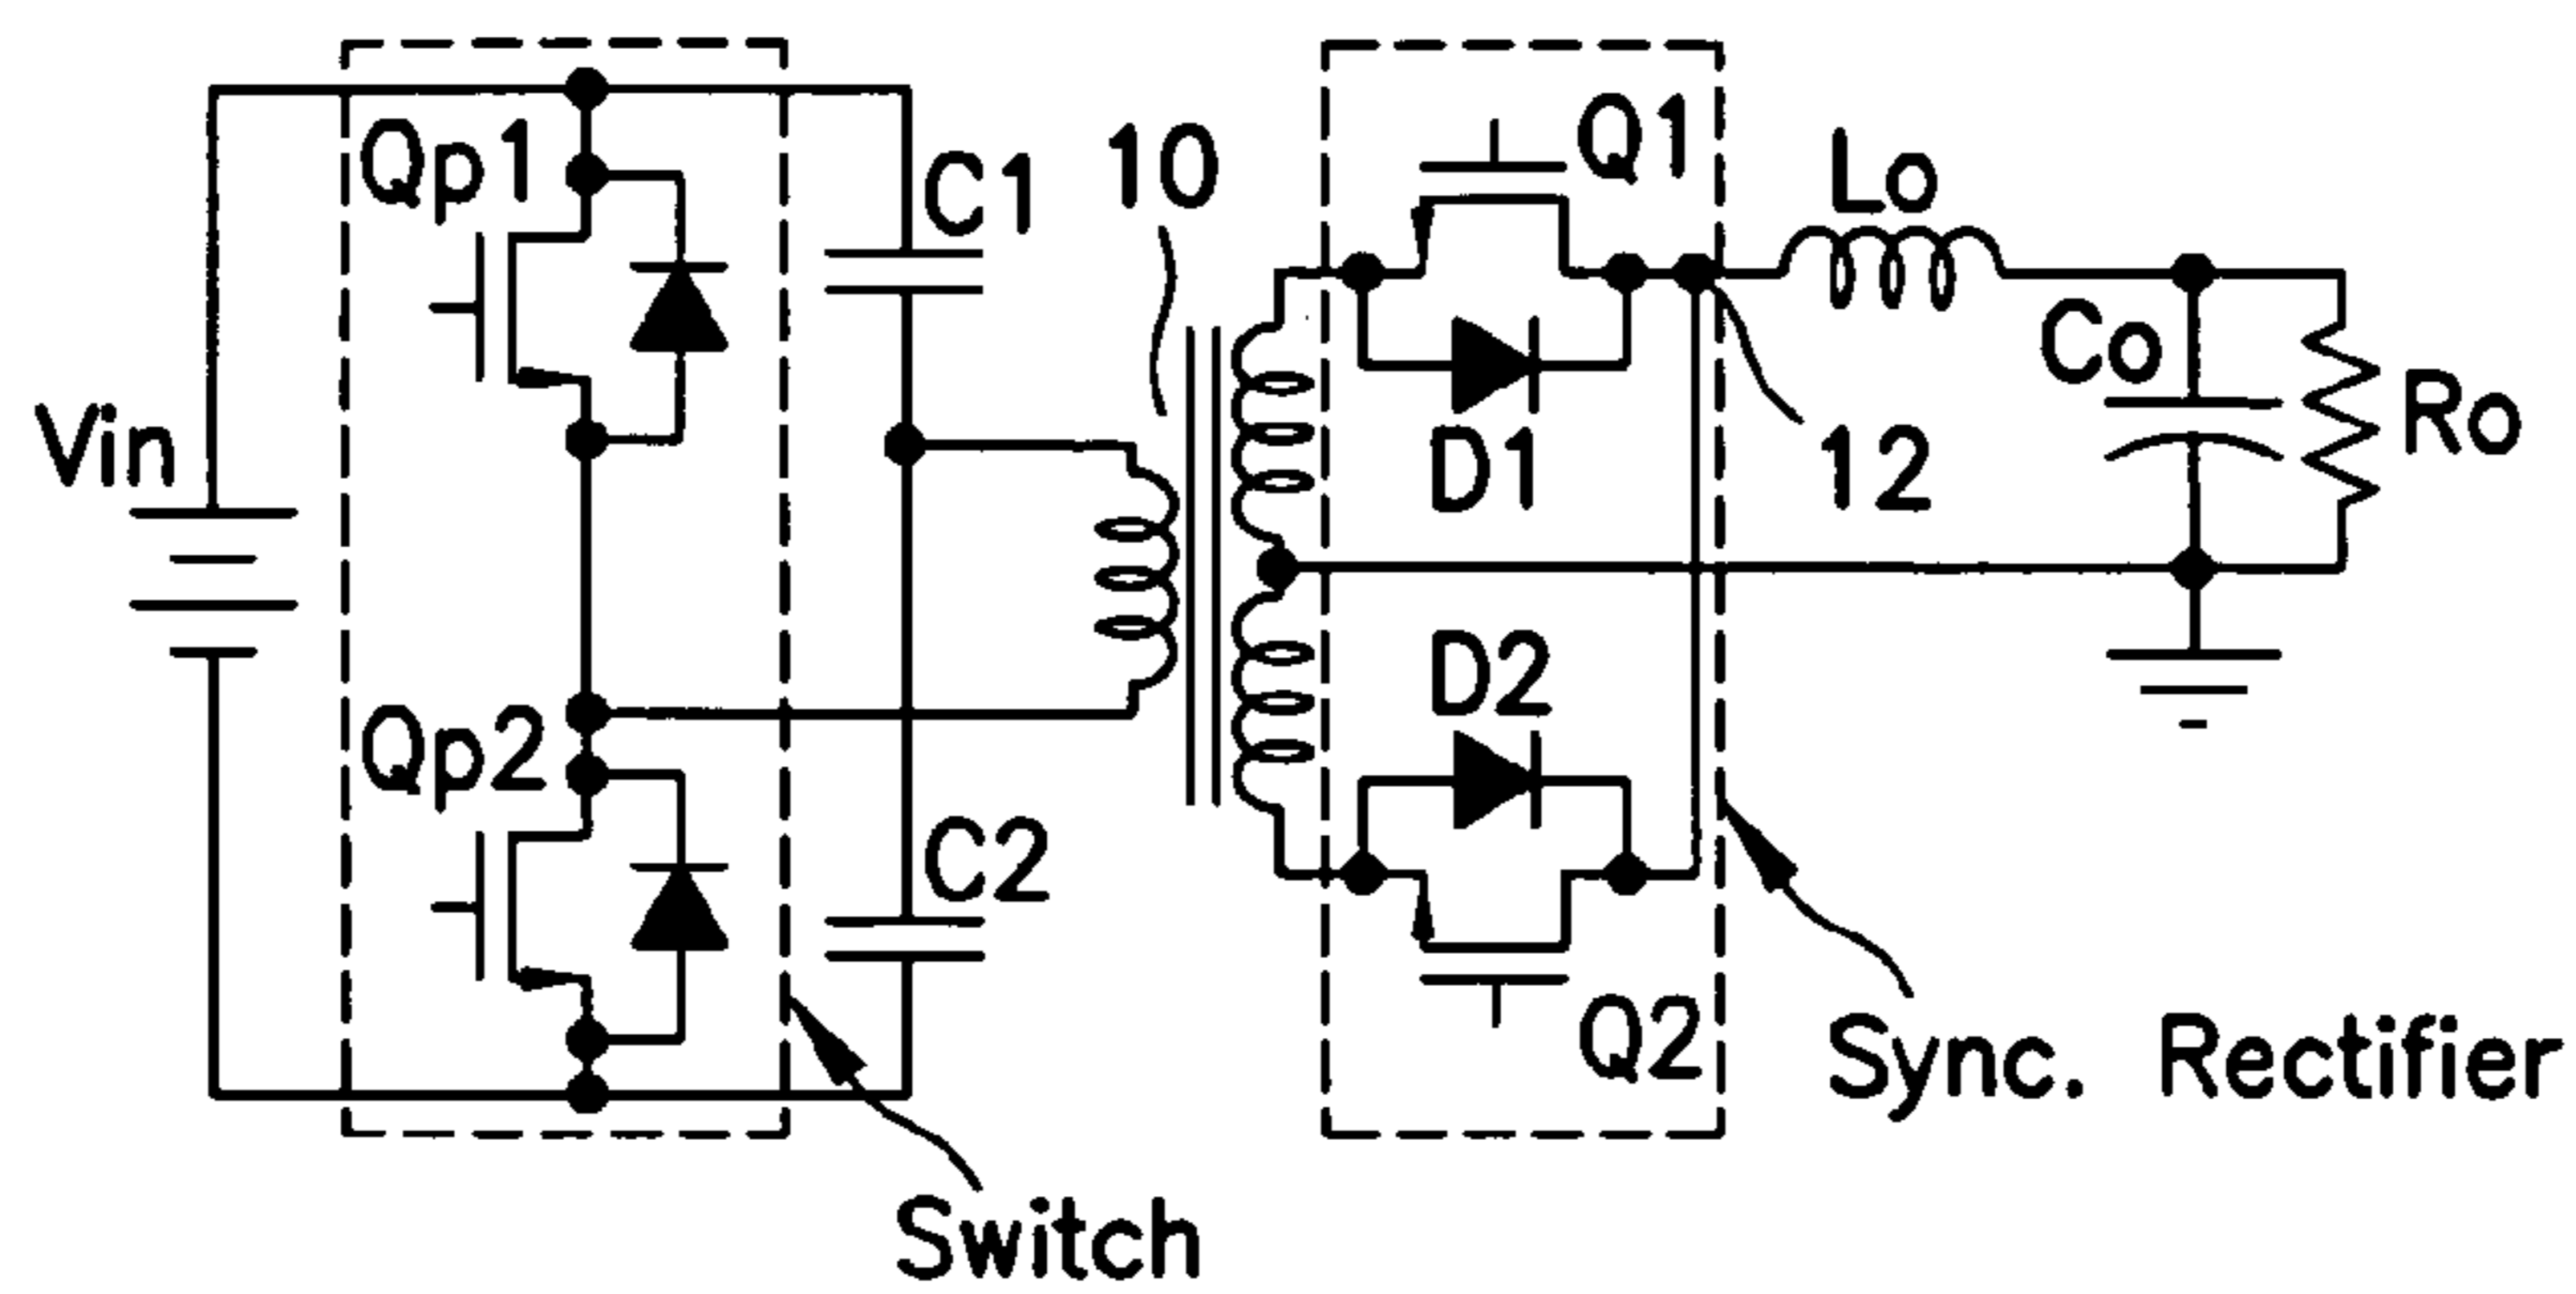 Qp1
C1
10
Q1
Lo
Co
Vin
Ro
D1
12
D2
Qp2
C2
Q2
Sync. Rectifier
Switch